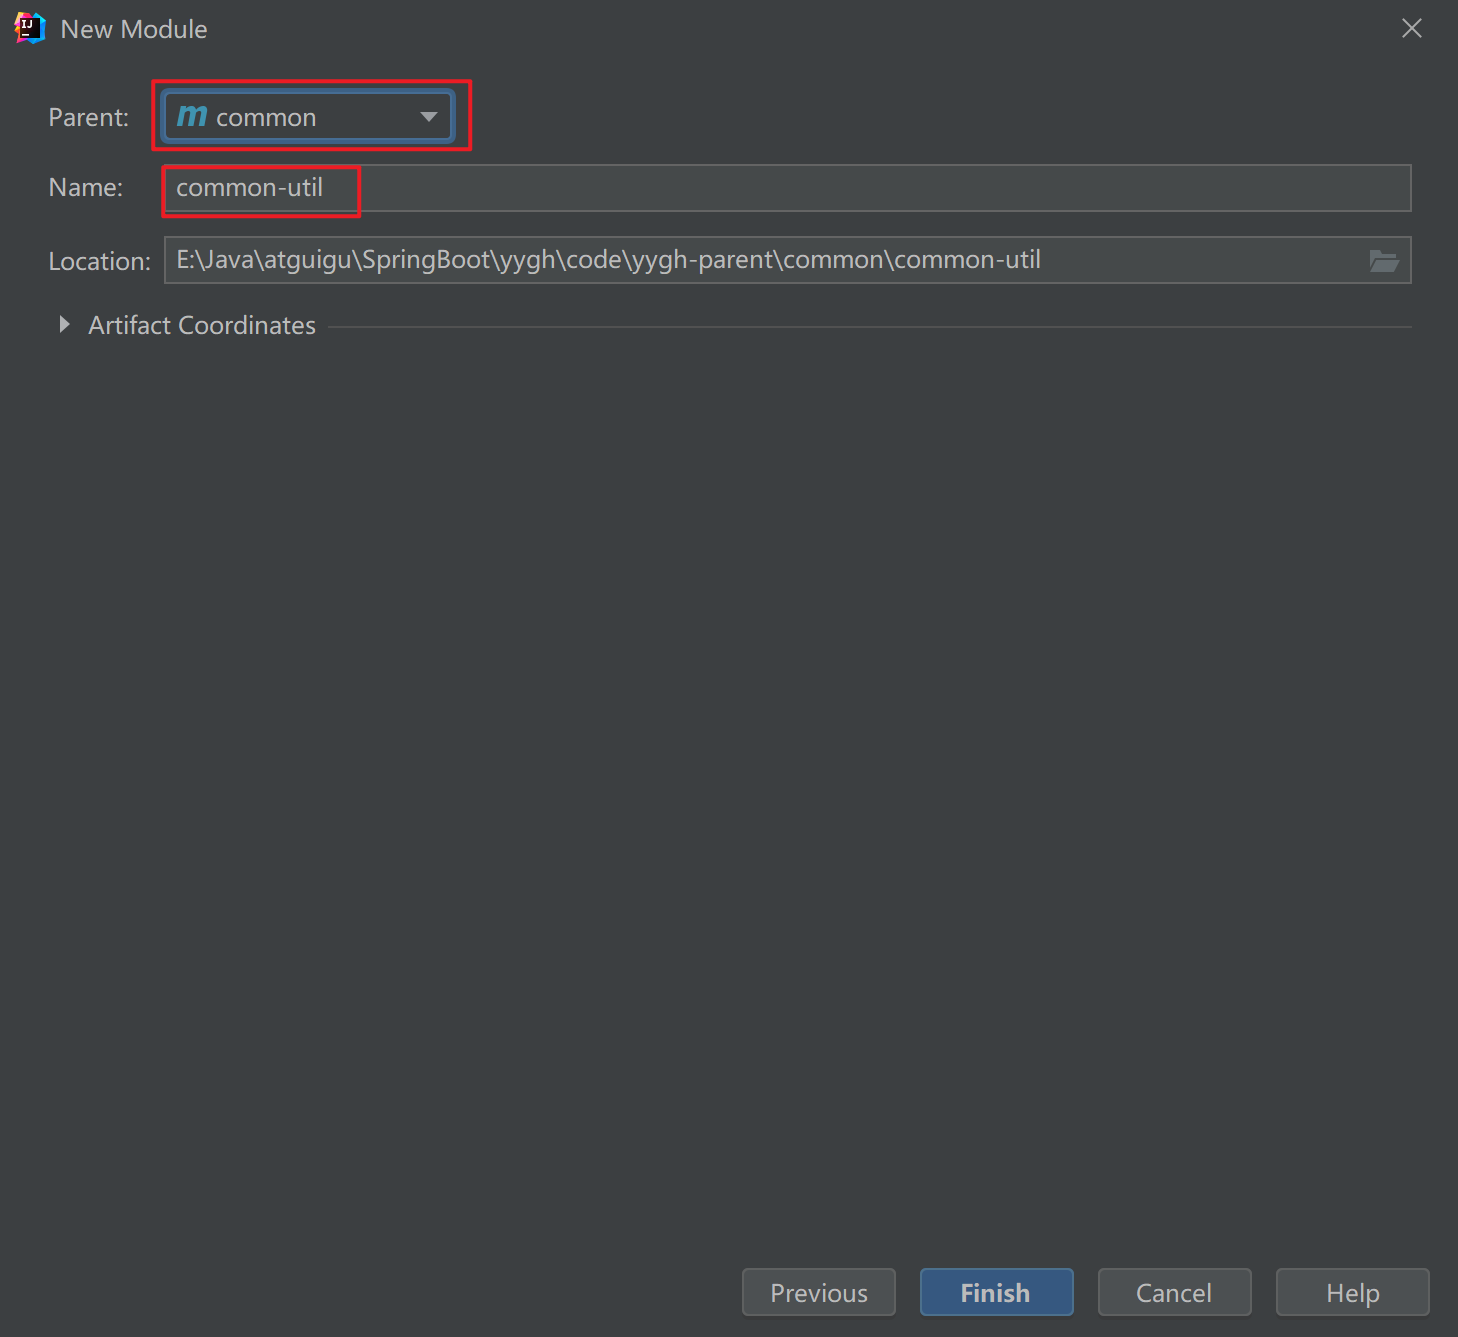 New Module
Parent: m common
Name: common-util
Location: E:\Java\atguigu\SpringBoot\yygh\code\yygh-parent\common\common-util
Artifact Coordinates
Previous Finish Cancel Help